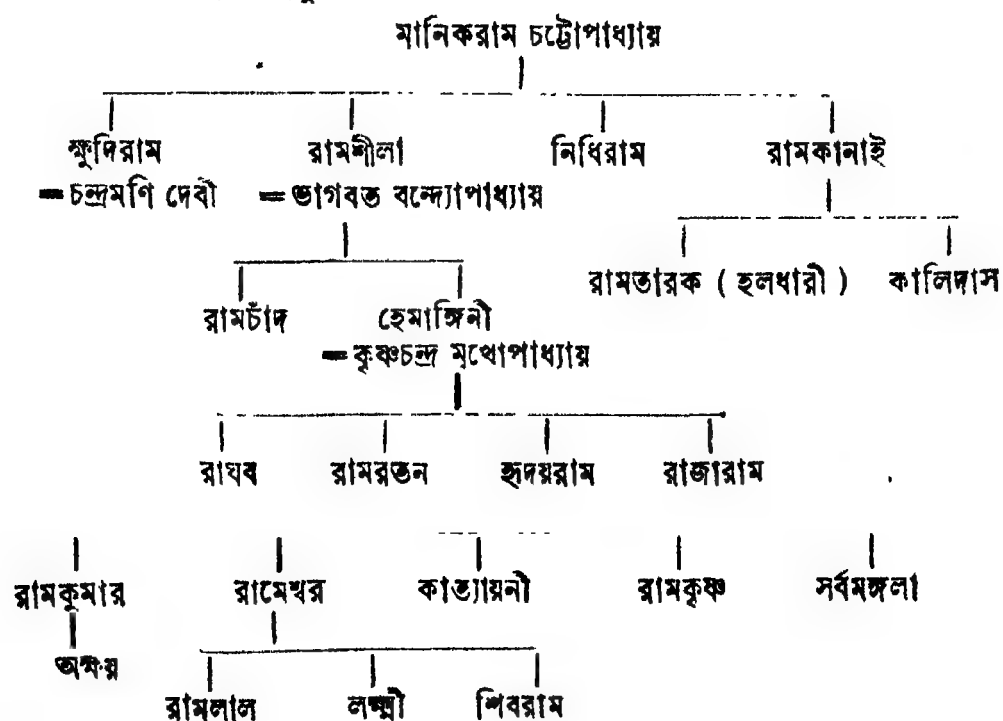 মানিকরাম চট্টোপাধ্যায়
ক্ষুদিরাম রামশীলা নিধিরাম রামকানাই
= চন্দ্রমণি দেবী = ভাগবত বন্দ্যোপাধ্যায়
রামতারক ( হলধারী ) কালিদাস
রামচাঁদ হেমাঙ্গিনী
= কৃষ্ণচন্দ্র মুখোপাধ্যায়
রাঘব রামরতন হৃদয়রাম রাজারাম
রামকুমার রামেশ্বর কাত্যায়নী রামকৃষ্ণ সর্বমঙ্গলা
অক্ষয়
রামলাল লক্ষ্মী শিবরাম